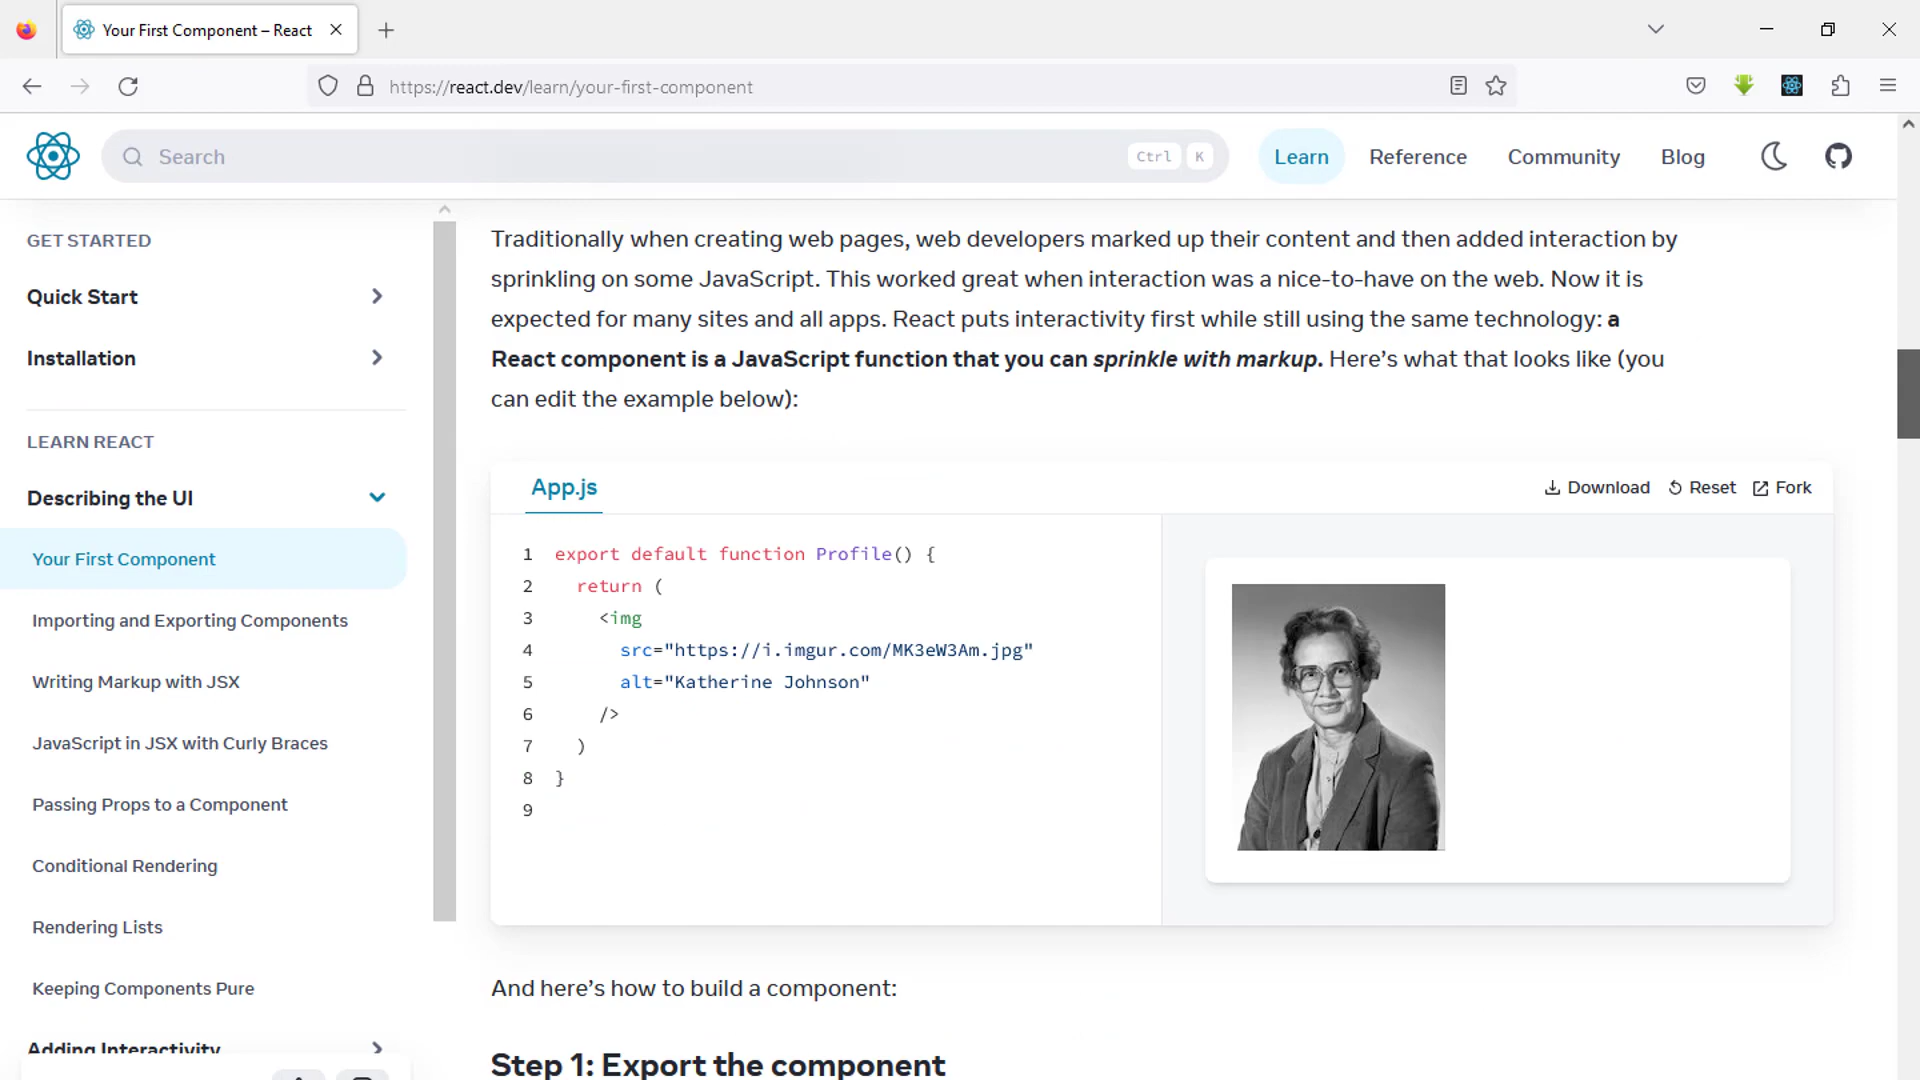 Your First Component – React
https://react.dev/learn/your-first-component
Search
Ctrl K
Learn
Reference
Community
Blog
GET STARTED
Quick Start
Installation
LEARN REACT
Describing the UI
Your First Component
Importing and Exporting Components
Writing Markup with JSX
JavaScript in JSX with Curly Braces
Passing Props to a Component
Conditional Rendering
Rendering Lists
Keeping Components Pure
Adding Interactivity
Traditionally when creating web pages, web developers marked up their content and then added interaction by
sprinkling on some JavaScript. This worked great when interaction was a nice-to-have on the web. Now it is
expected for many sites and all apps. React puts interactivity first while still using the same technology: a
React component is a JavaScript function that you can sprinkle with markup. Here’s what that looks like (you
can edit the example below):
App.js
Download
Reset
Fork
1 export default function Profile() {
2 return (
3 <img
4 src="https://i.imgur.com/MK3eW3Am.jpg"
5 alt="Katherine Johnson"
6 />
7 )
8 }
9
And here’s how to build a component:
Step 1: Export the component